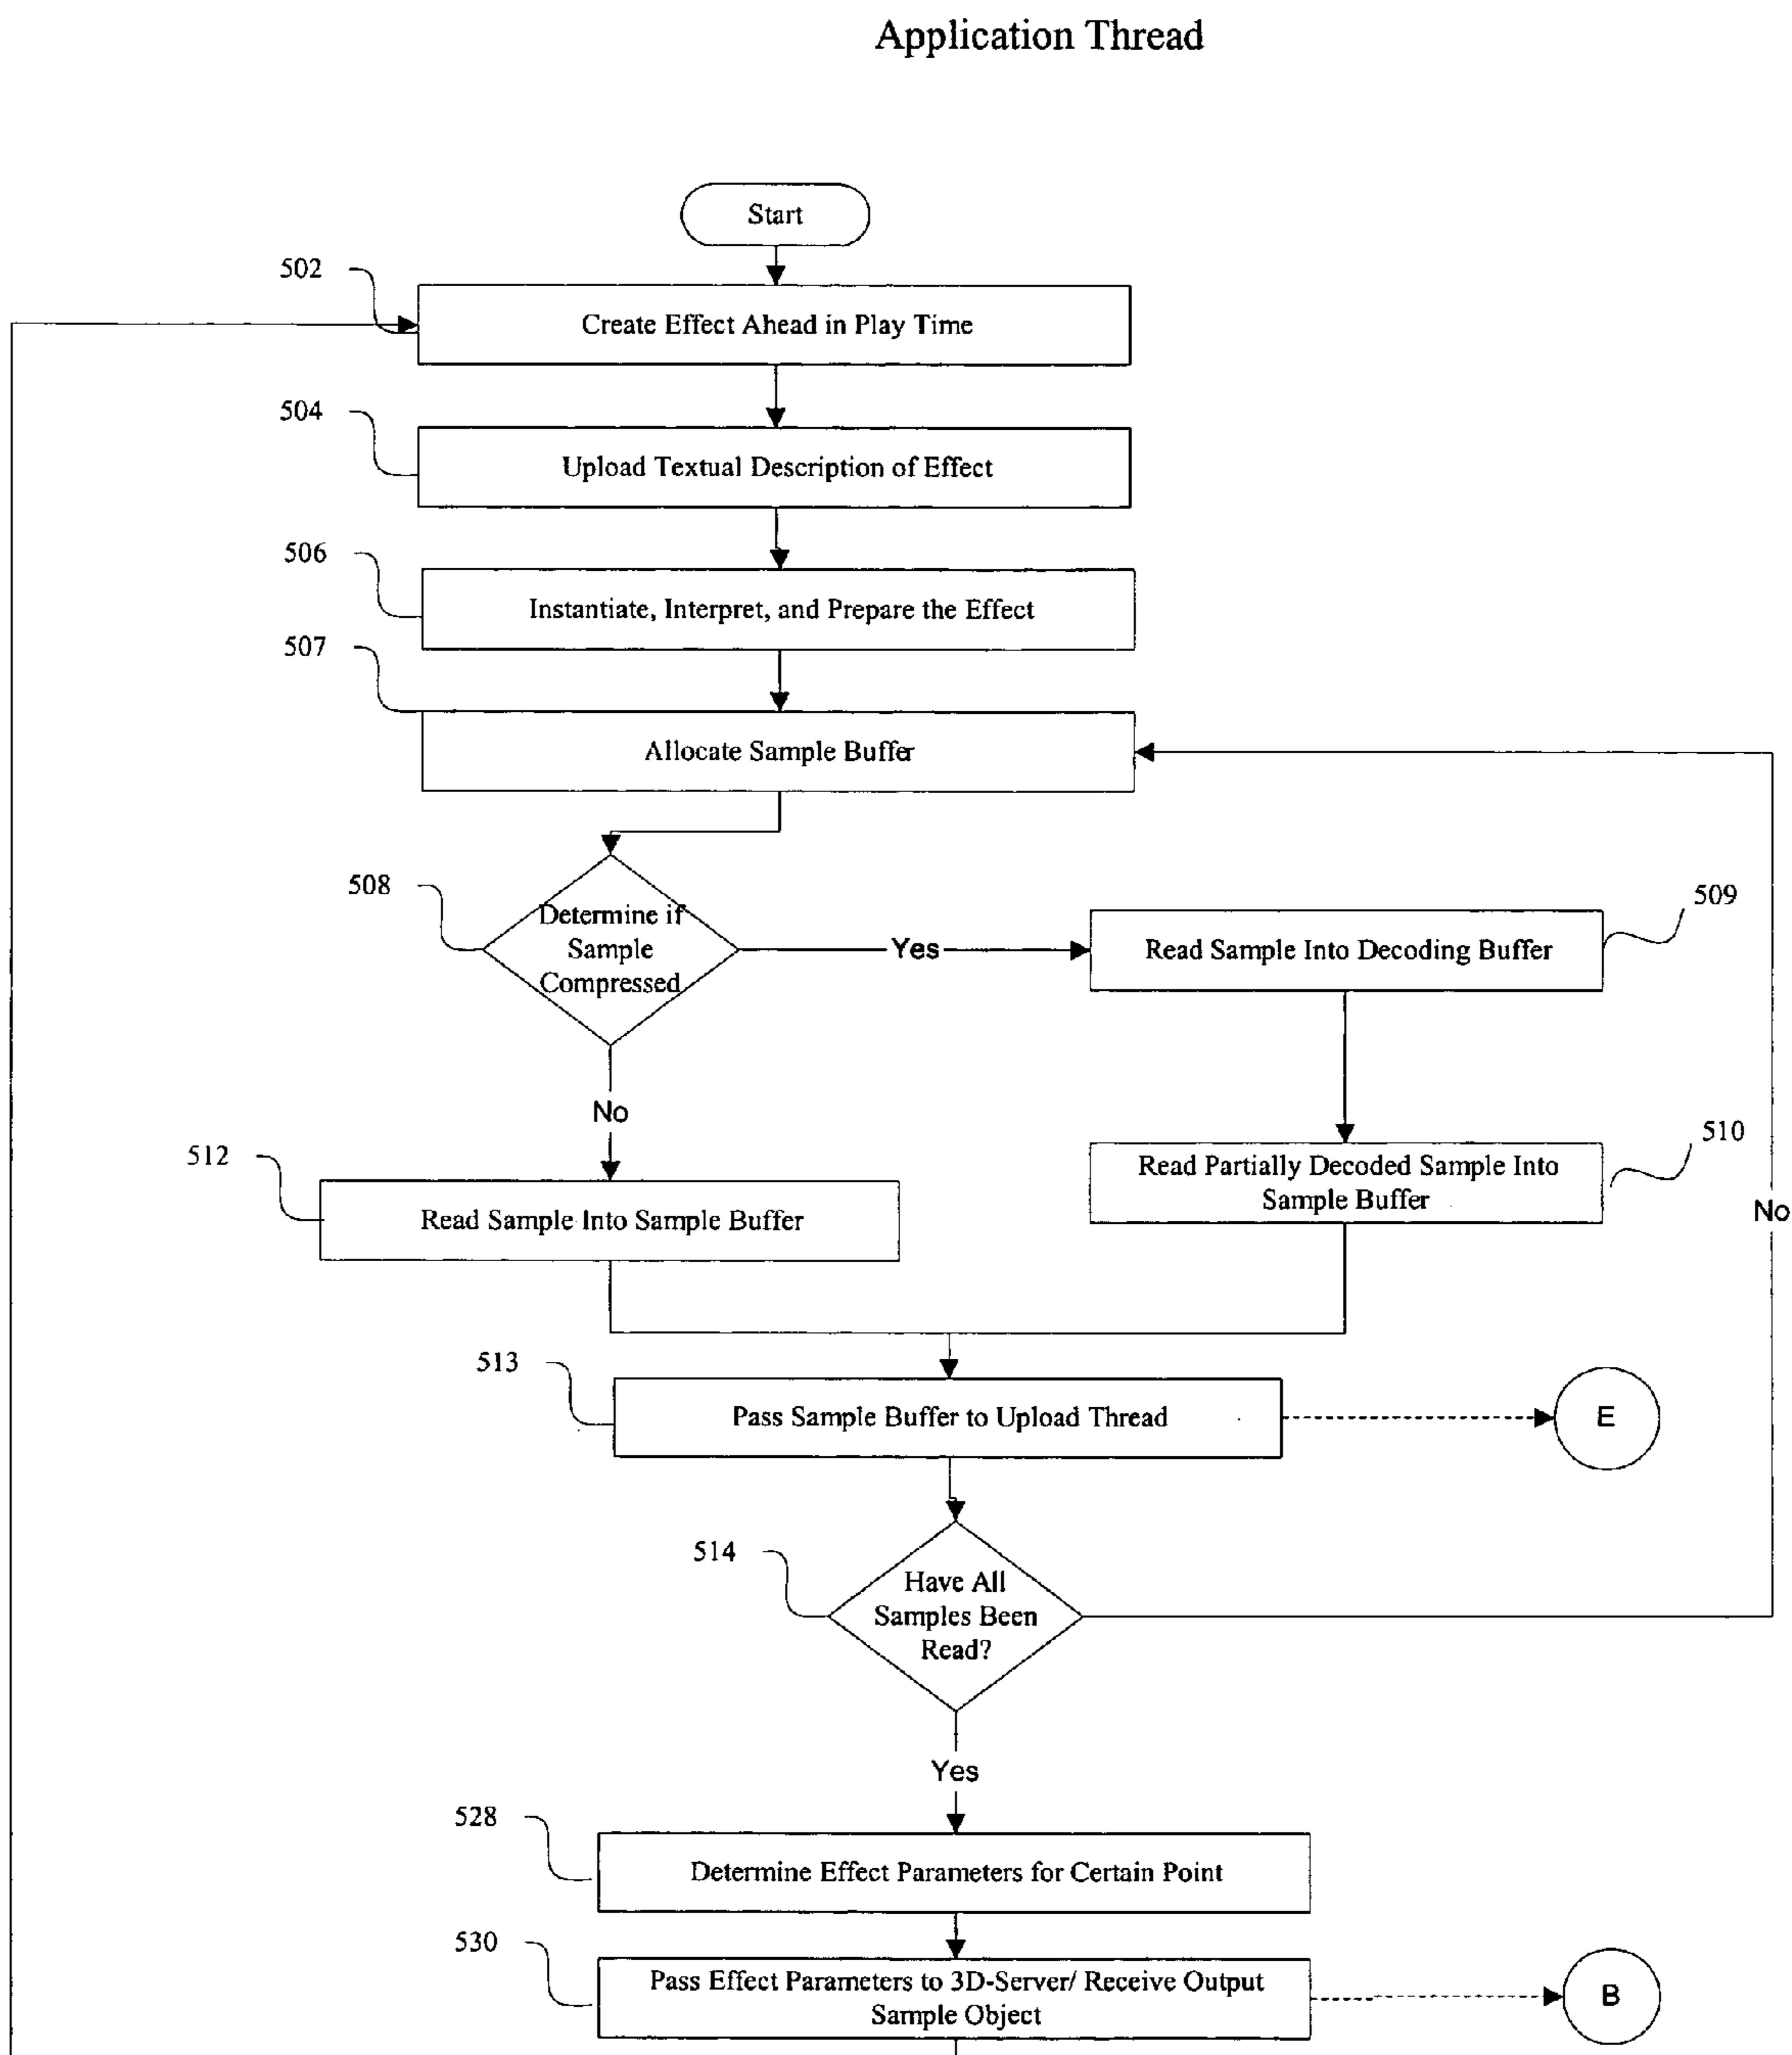 Application Thread
Start
502
Create Effect Ahead in Play Time
504
Upload Textual Description of Effect
506
Instantiate, Interpret, and Prepare the Effect
507
Allocate Sample Buffer
508
Determine if
Sample
Compressed
Yes
509
Read Sample Into Decoding Buffer
No
510
Read Partially Decoded Sample Into
Sample Buffer
512
Read Sample Into Sample Buffer
No
513
Pass Sample Buffer to Upload Thread
E
514
Have All
Samples Been
Read?
Yes
528
Determine Effect Parameters for Certain Point
530
Pass Effect Parameters to 3D-Server/ Receive Output
Sample Object
B